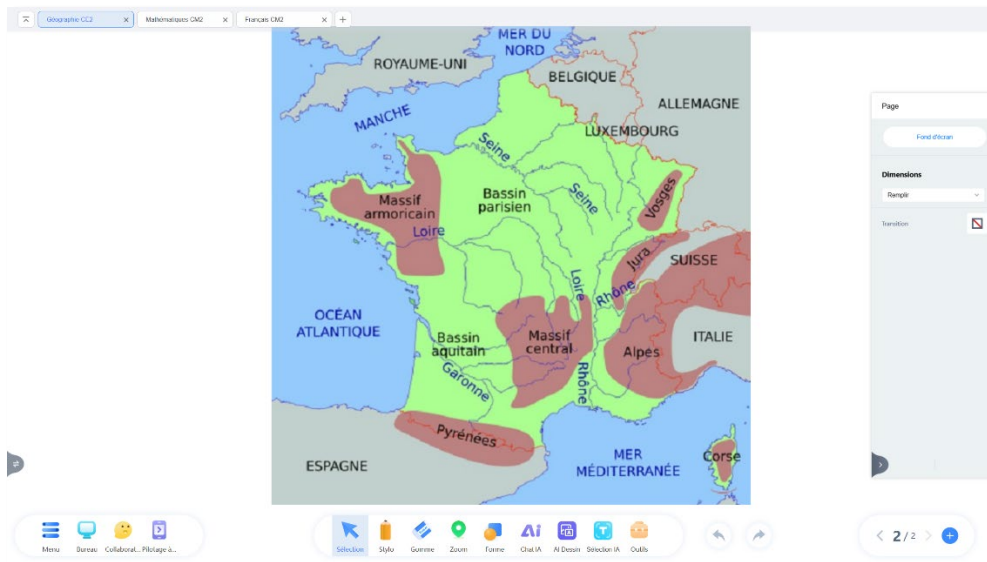 Géographie CE2
Mathématiques CM2
Français CM2
MER DU
NORD
ROYAUME-UNI
BELGIQUE
ALLEMAGNE
MANCHE
LUXEMBOURG
Seine
Bassin
parisien
Seine
Vosges
Massif
armoricain
Loire
Jura
SUISSE
Loire
Rhône
OCÉAN
ATLANTIQUE
Bassin
aquitain
Massif
central
Alpes
ITALIE
Garonne
Rhône
Pyrénées
ESPAGNE
MER
MÉDITERRANÉE
Corse
Page
Fond d'écran
Dimensions
Remplir
Transition
Menu
Bureau
Collaborat...
Pilotage à...
Sélection
Stylo
Gomme
Zoom
Forme
Chat IA
AI Dessin
Sélection IA
Outils
2/2